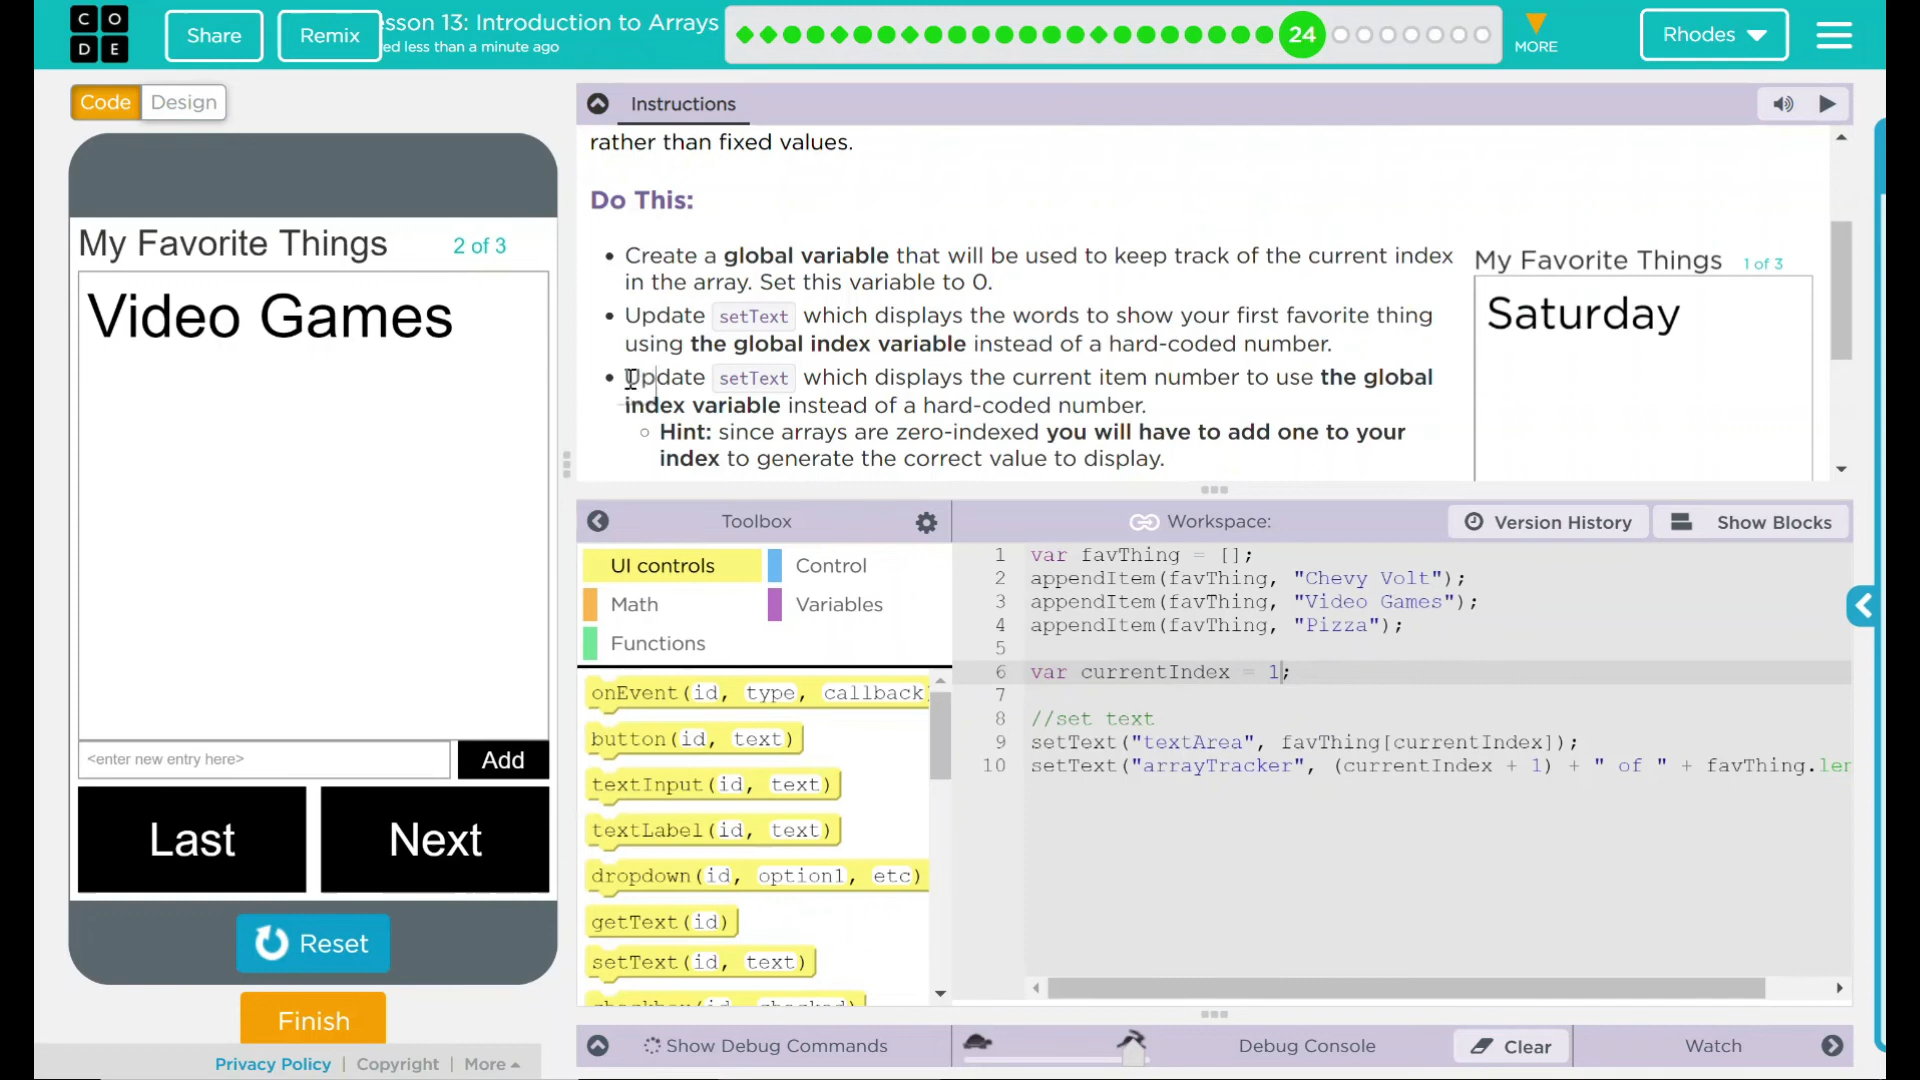 CODE
Share
Remix
esson 13: Introduction to Arrays
ed less than a minute ago
24
MORE
Rhodes
Code
Design
Instructions
My Favorite Things
2 of 3
Video Games
<enter new entry here>
Add
Last
Next
Reset
Finish
Privacy Policy | Copyright | More
rather than fixed values.
Do This:
Create a global variable that will be used to keep track of the current index
in the array. Set this variable to 0.
Update setText which displays the words to show your first favorite thing
using the global index variable instead of a hard-coded number.
Update setText which displays the current item number to use the global
index variable instead of a hard-coded number.
Hint: since arrays are zero-indexed you will have to add one to your
index to generate the correct value to display.
My Favorite Things
1 of 3
Saturday
Toolbox
Workspace:
Version History
Show Blocks
UI controls
Control
Math
Variables
Functions
onEvent(id, type, callback)
button(id, text)
textInput(id, text)
textLabel(id, text)
dropdown(id, option1, etc)
getText(id)
setText(id, text)
1 var favThing = [];
2 appendItem(favThing, "Chevy Volt");
3 appendItem(favThing, "Video Games");
4 appendItem(favThing, "Pizza");
5
6 var currentIndex = 1;
7
8 //set text
9 setText("textArea", favThing[currentIndex]);
10 setText("arrayTracker", (currentIndex + 1) + " of " + favThing.len
Show Debug Commands
Debug Console
Clear
Watch